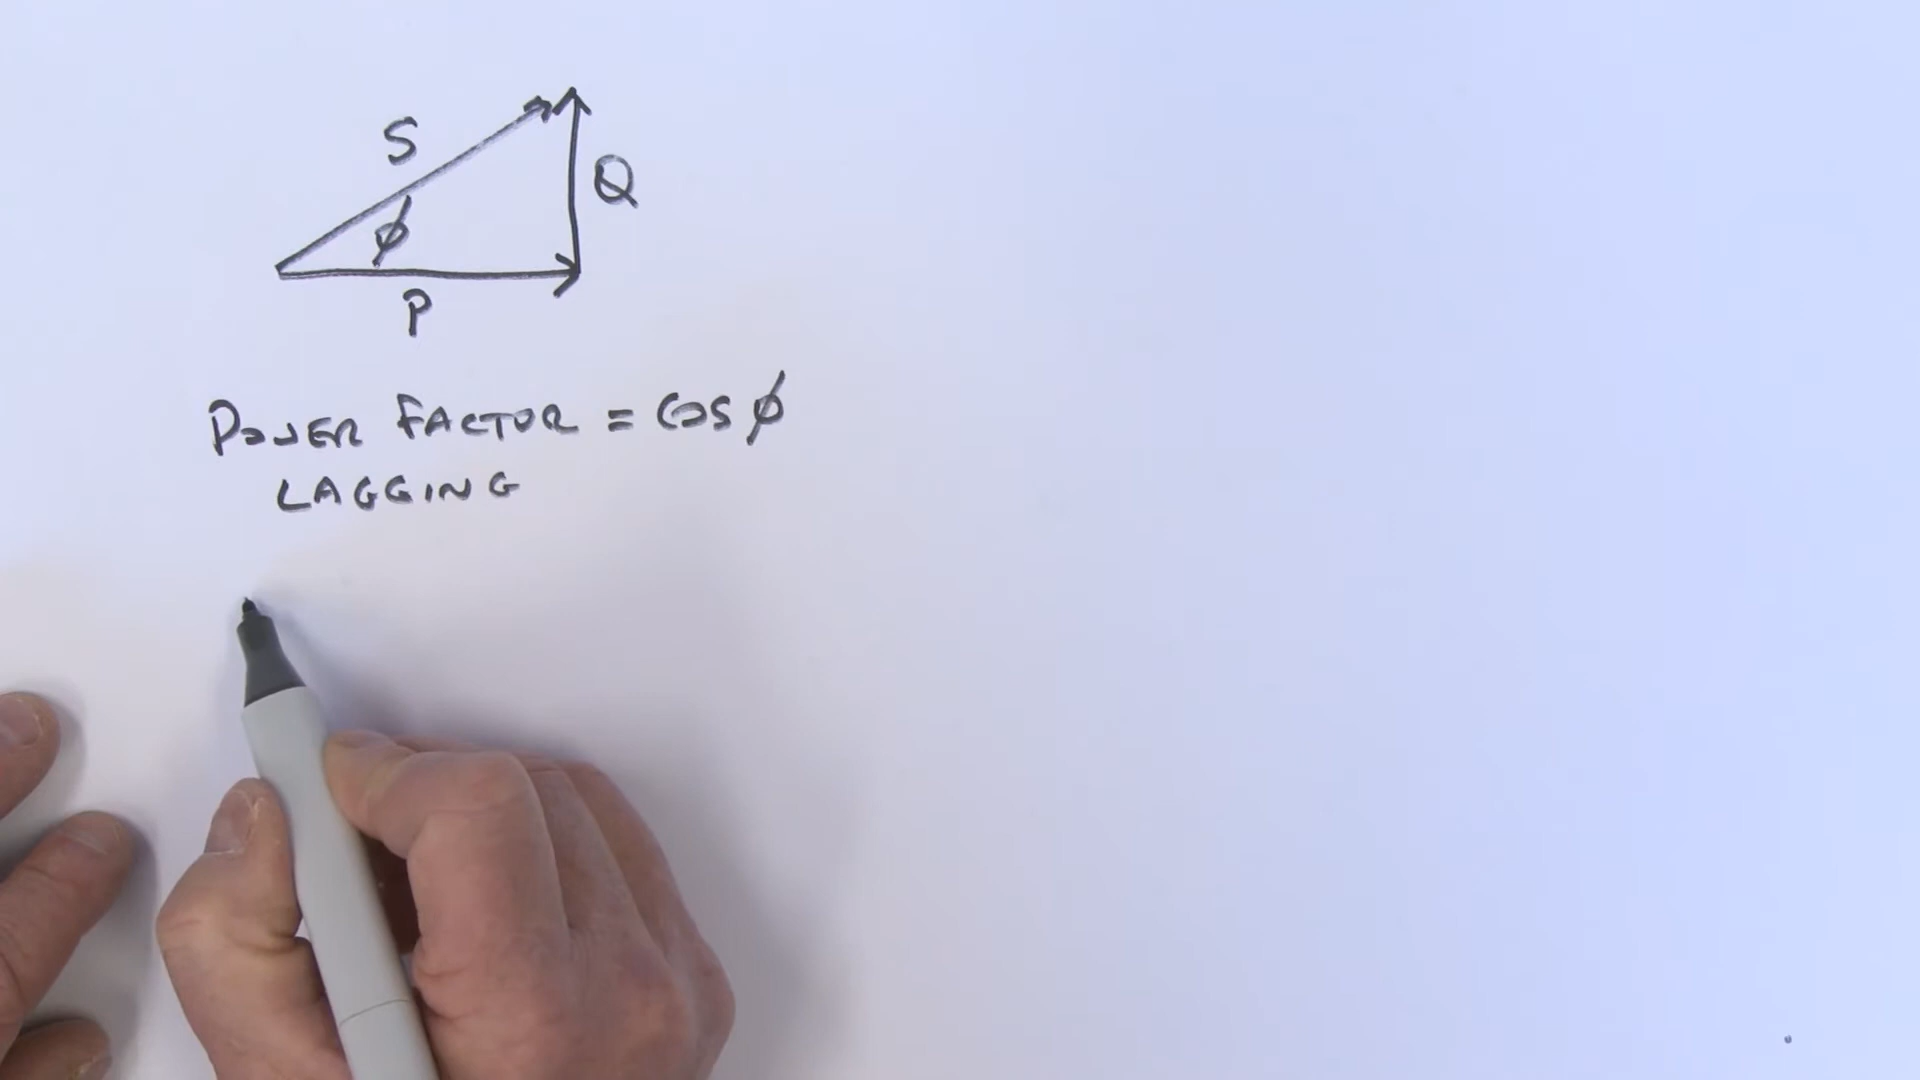 S
Q
ϕ
P
POWER FACTOR = COS ϕ
LAGGING